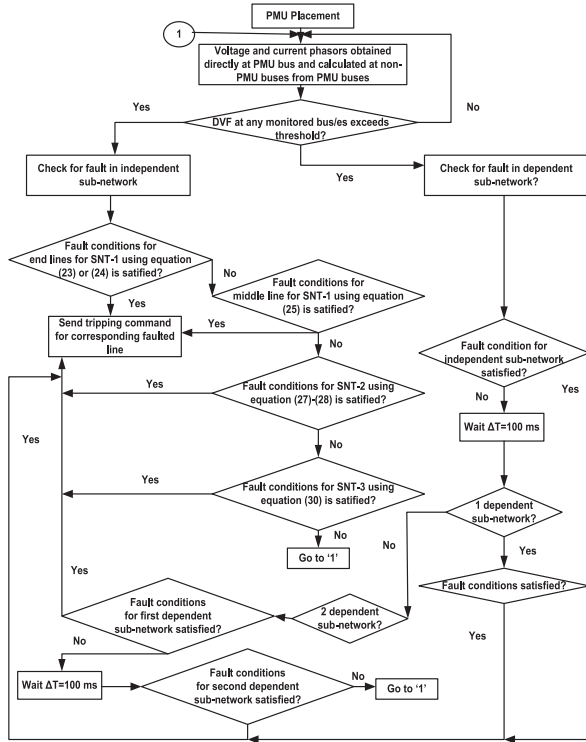 PMU Placement
1
Voltage and current phasors obtained
directly at PMU bus and calculated at non-
PMU buses from PMU buses
No
Yes
DVF at any monitored bus/es exceeds
threshold?
Check for fault in independent
sub-network
Yes
Check for fault in dependent
sub-network?
Fault conditions for
end lines for SNT-1 using equation
(23) or (24) is satified?
No
Fault conditions for
middle line for SNT-1 using equation
(25) is satisfied?
Yes
Send tripping command
for corresponding faulted
line
Yes
No
Fault condition for
independent sub-network
satisfied?
Yes
Fault conditions for SNT-2 using
equation (27)-(28) is satisfied?
Yes
No
Yes
Wait ΔT=100 ms
No
Yes
Fault conditions for SNT-3 using
equation (30) is satified?
1 dependent
sub-network?
No
Go to ‘1’
No
Yes
Yes
Fault conditions
for first dependent
sub-network satisfied?
2 dependent
sub-network?
Fault conditions satisfied?
No
Yes
Wait ΔT=100 ms
Fault conditions
for second dependent
sub-network satisfied?
No
Go to ‘1’